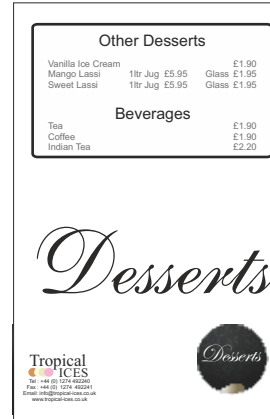 Other Desserts
Vanilla Ice Cream £1.90
Mango Lassi 1ltr Jug £5.95 Glass £1.95
Sweet Lassi 1ltr Jug £5.95 Glass £1.95
Beverages
Tea £1.90
Coffee £1.90
Indian Tea £2.20
Desserts
Tropical
ICES
Tel : +44 (0) 1274 492240
Fax : +44 (0) 1274 492241
Email: info@tropical-ices.co.uk
www.tropical-ices.co.uk
Desserts